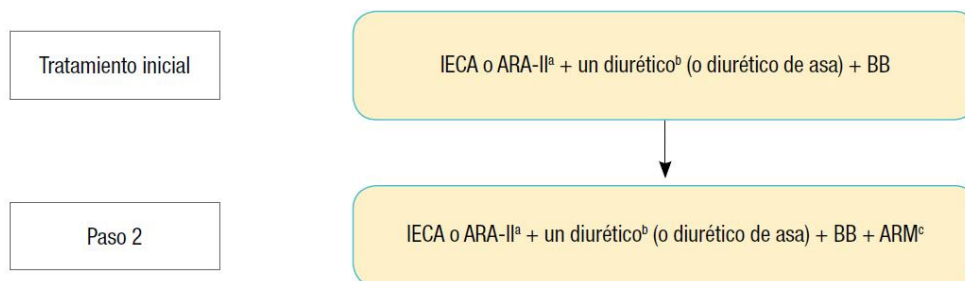 Tratamiento inicial
IECA o ARA-IIᵃ + un diuréticoᵇ (o diurético de asa) + BB
Paso 2
IECA o ARA-IIᵃ + un diuréticoᵇ (o diurético de asa) + BB + ARMᶜ